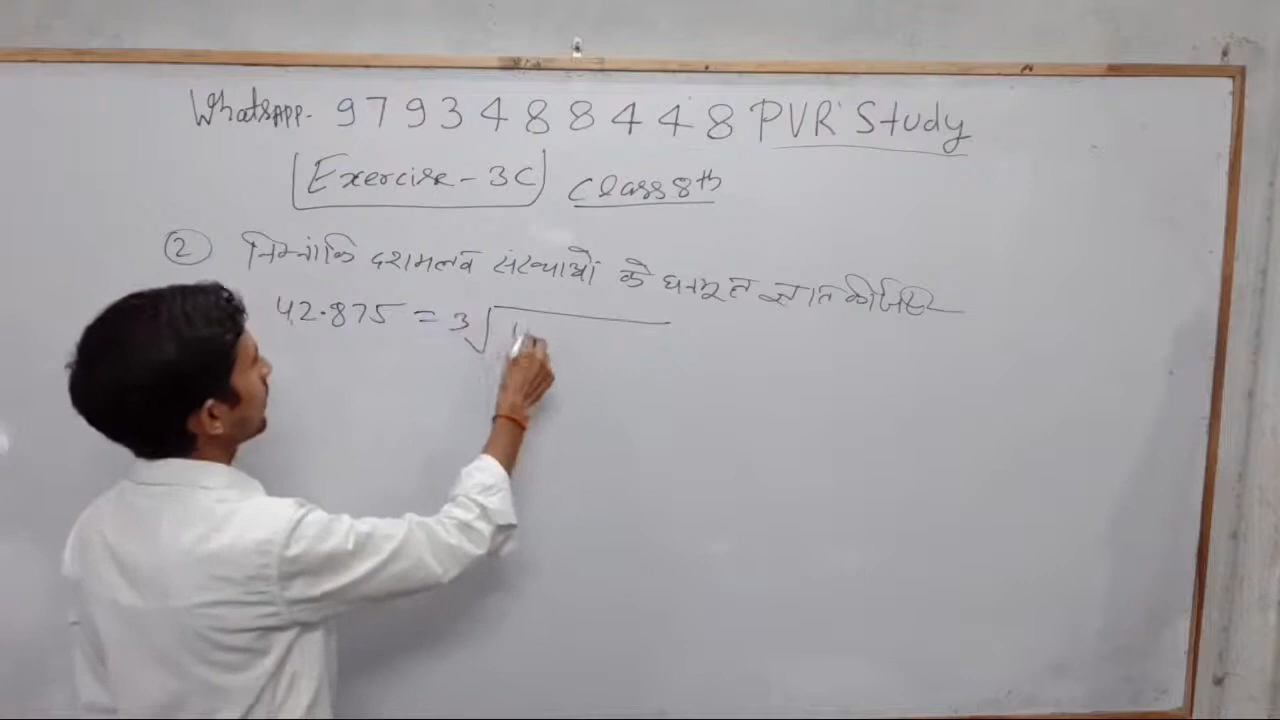 WhatsAPP- 9793488448 PVR Study
Exercise-3C Class 8th
2 निम्नांकि दशमलव संख्याओं के घनमूल ज्ञात कीजिए
42.875 = 3√